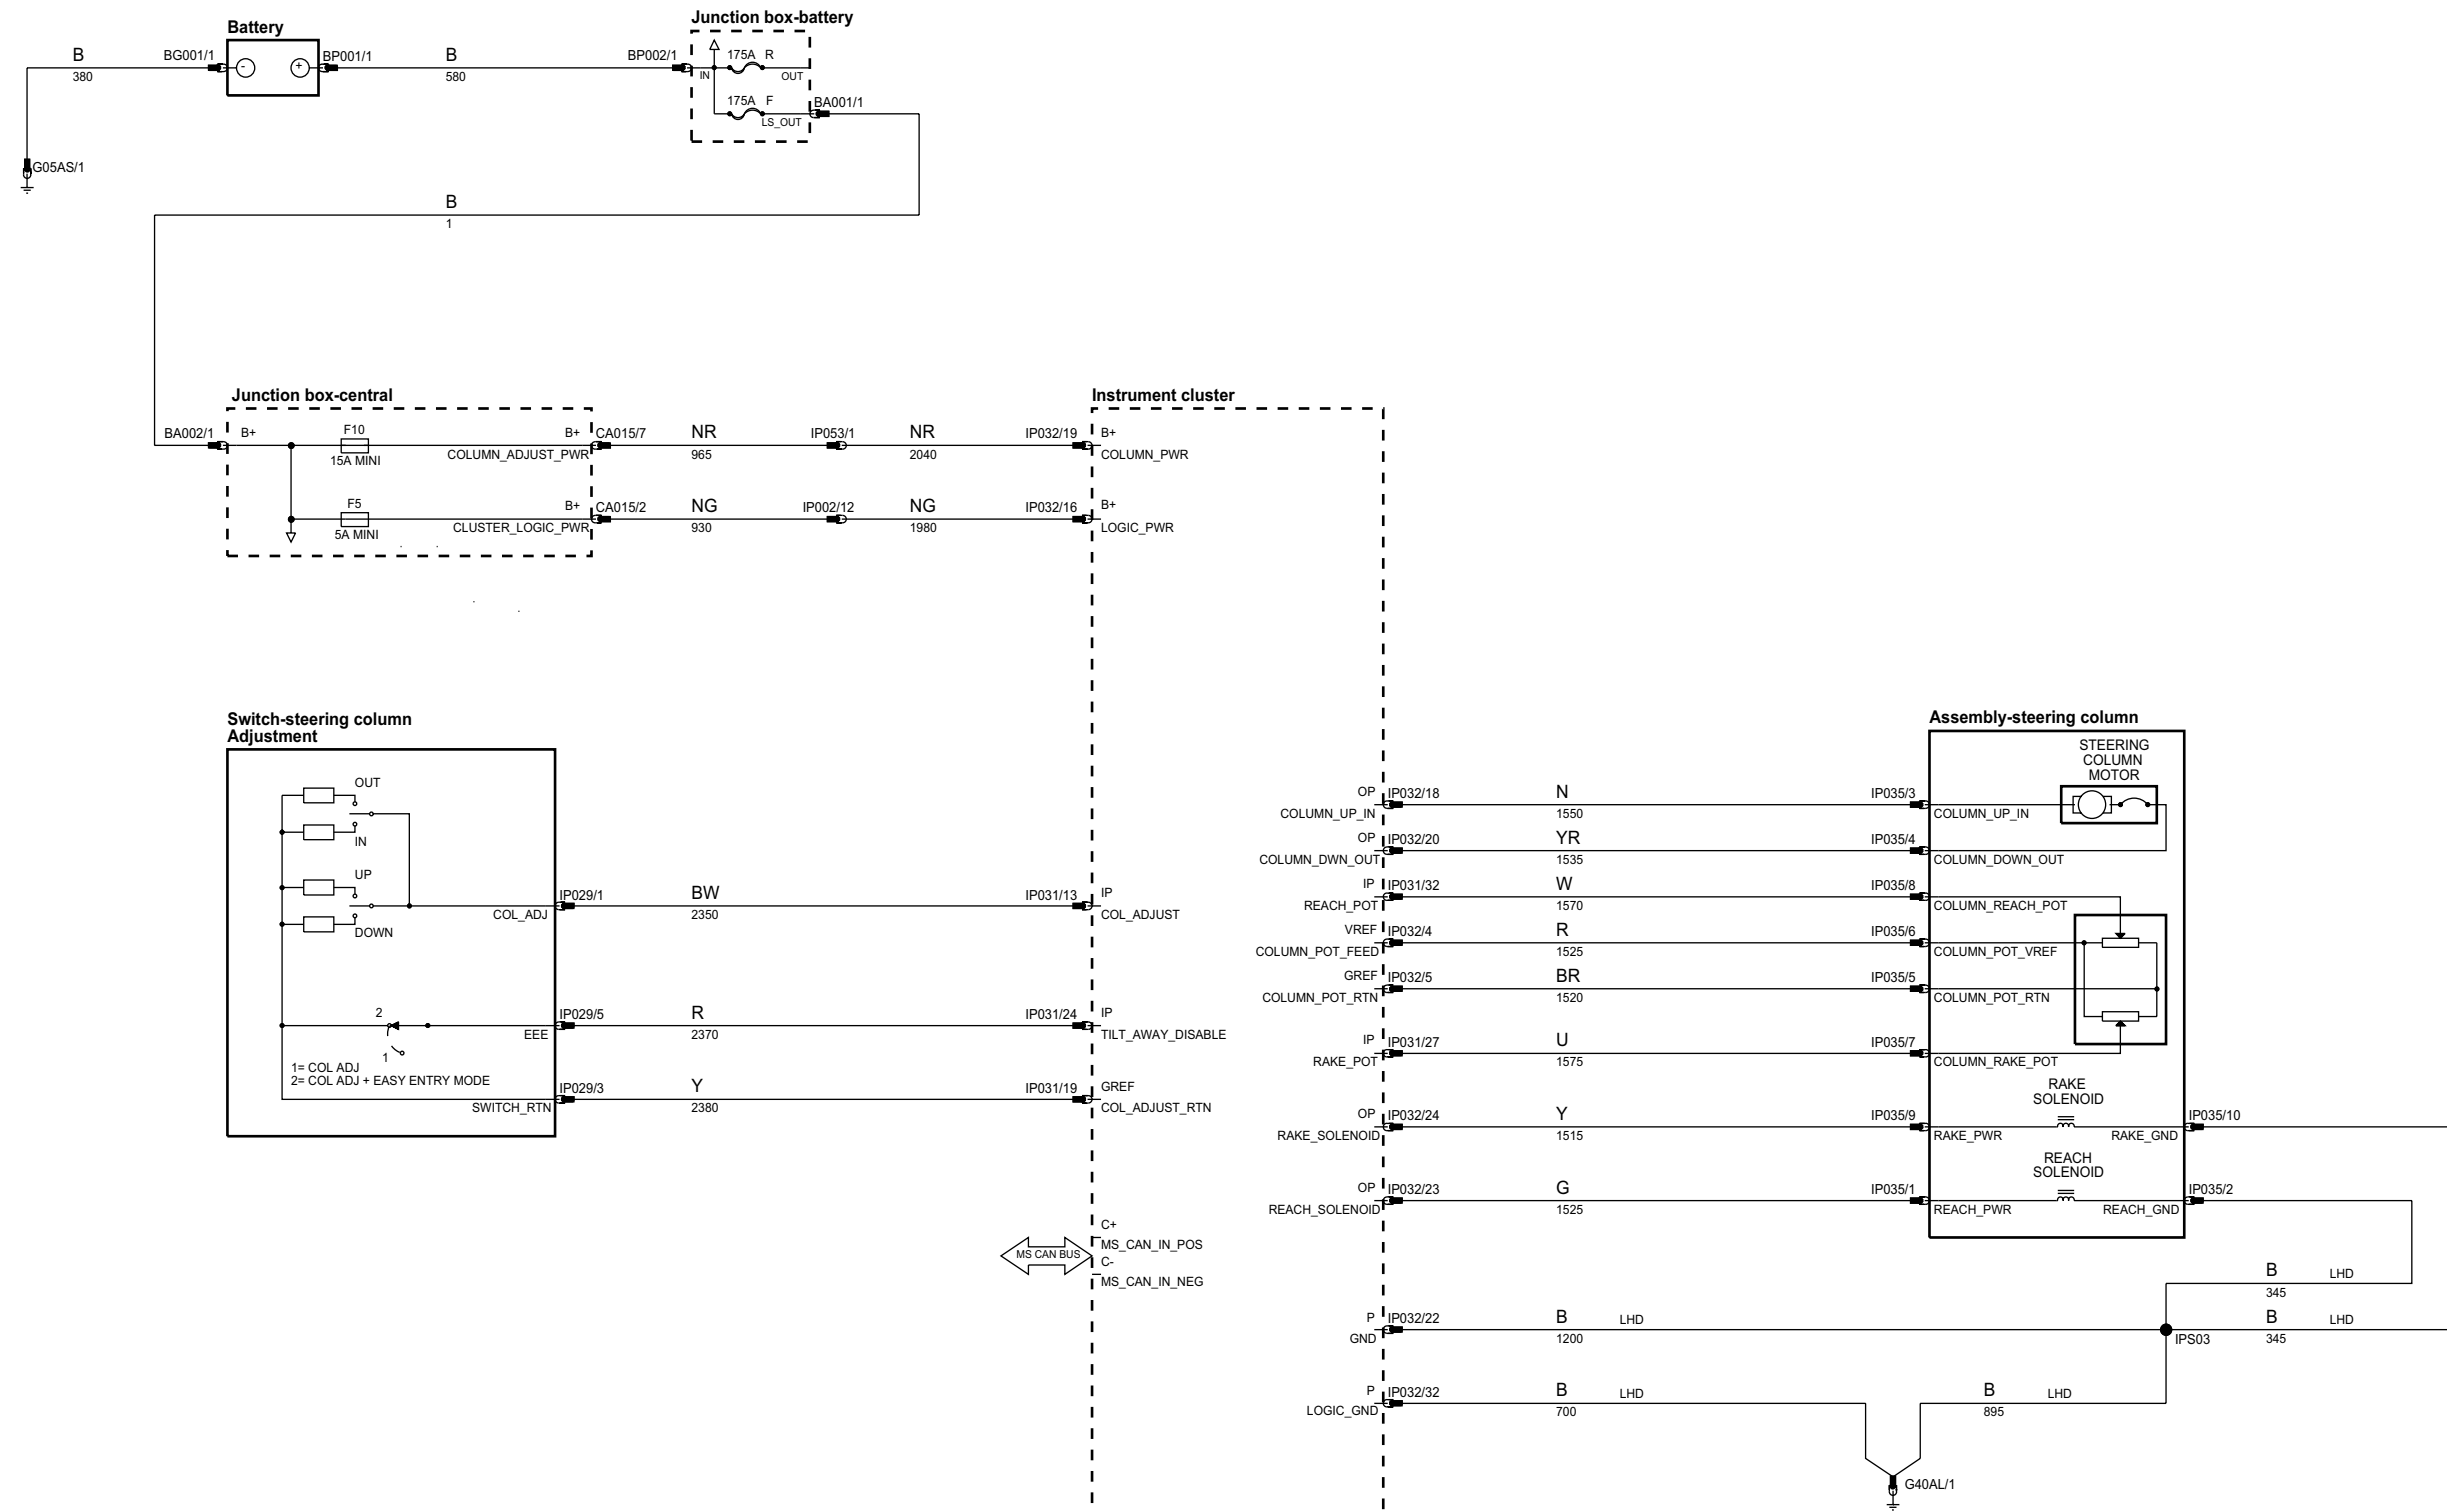 Battery
Junction box-battery
B
380
BG001/1
-
+
BP001/1
B
580
BP002/1
IN
175A R
OUT
175A F
LS_OUT
BA001/1
G05AS/1
B
1
Junction box-central
BA002/1
B+
F10
15A MINI
B+
COLUMN_ADJUST_PWR
CA015/7
NR
965
IP053/1
NR
2040
IP032/19
F5
5A MINI
B+
CLUSTER_LOGIC_PWR
CA015/2
NG
930
IP002/12
NG
1980
IP032/16
Instrument cluster
B+
COLUMN_PWR
B+
LOGIC_PWR
Switch-steering column
Adjustment
OUT
IN
UP
DOWN
COL_ADJ
IP029/1
BW
2350
IP031/13
IP
COL_ADJUST
2
1
EEE
IP029/5
R
2370
IP031/24
IP
TILT_AWAY_DISABLE
1= COL ADJ
2= COL ADJ + EASY ENTRY MODE
SWITCH_RTN
IP029/3
Y
2380
IP031/19
GREF
COL_ADJUST_RTN
MS CAN BUS
C+
MS_CAN_IN_POS
C-
MS_CAN_IN_NEG
Assembly-steering column
STEERING
COLUMN
MOTOR
OP
COLUMN_UP_IN
IP032/18
N
1550
IP035/3
COLUMN_UP_IN
OP
COLUMN_DWN_OUT
IP032/20
YR
1535
IP035/4
COLUMN_DOWN_OUT
IP
REACH_POT
IP031/32
W
1570
IP035/8
COLUMN_REACH_POT
VREF
COLUMN_POT_FEED
IP032/4
R
1525
IP035/6
COLUMN_POT_VREF
GREF
COLUMN_POT_RTN
IP032/5
BR
1520
IP035/5
COLUMN_POT_RTN
IP
RAKE_POT
IP031/27
U
1575
IP035/7
COLUMN_RAKE_POT
RAKE
SOLENOID
OP
RAKE_SOLENOID
IP032/24
Y
1515
IP035/9
RAKE_PWR
RAKE_GND
IP035/10
REACH
SOLENOID
OP
REACH_SOLENOID
IP032/23
G
1525
IP035/1
REACH_PWR
REACH_GND
IP035/2
B
LHD
345
P
GND
IP032/22
B
LHD
1200
IPS03
B
LHD
345
P
LOGIC_GND
IP032/32
B
LHD
700
B
LHD
895
G40AL/1